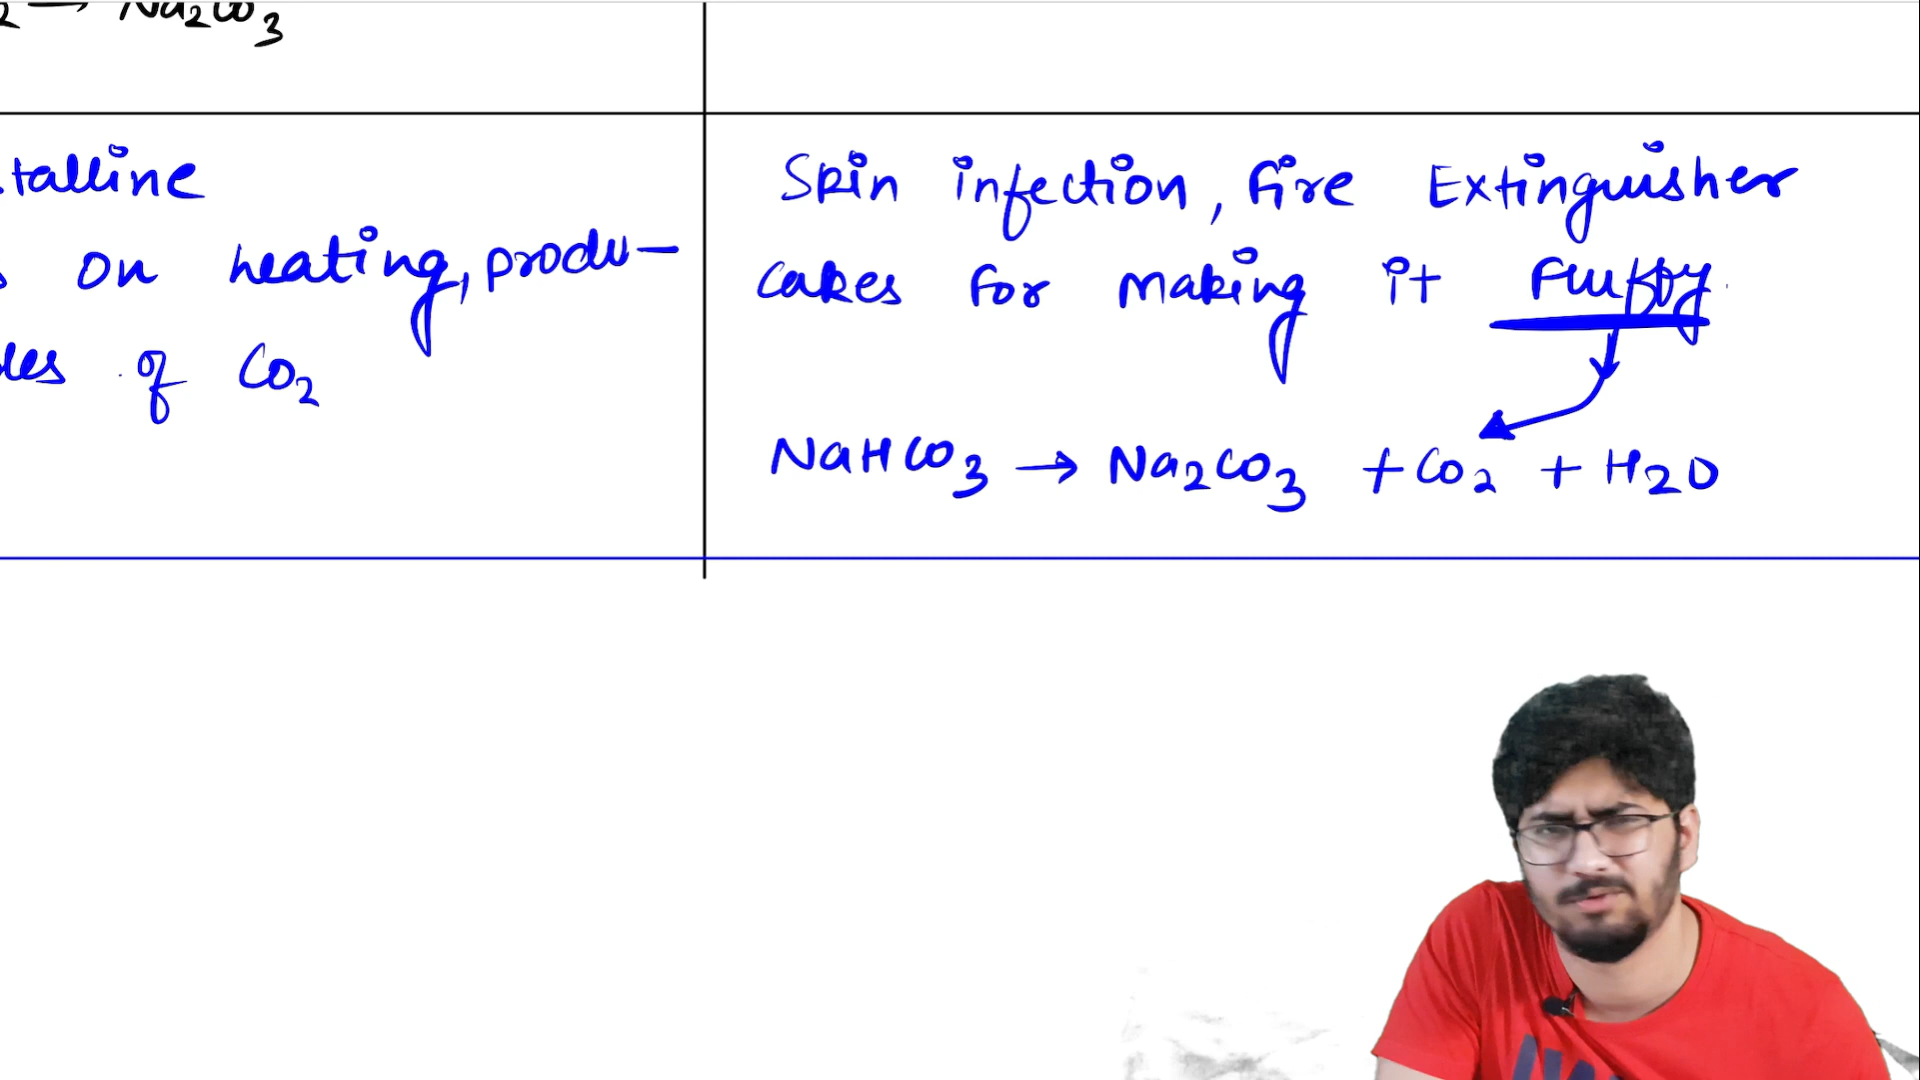 Na2CO3
talline
on heating, produ-
les of CO2
Skin infection, Fire Extinguisher
Cakes for making it Fluffy.
NaHCO3 → Na2CO3 + CO2 + H2O